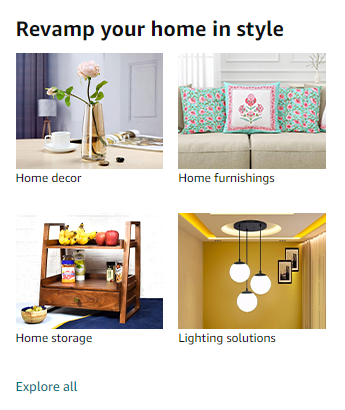 Revamp your home in style
Home decor
Home furnishings
Home storage
Lighting solutions
Explore all